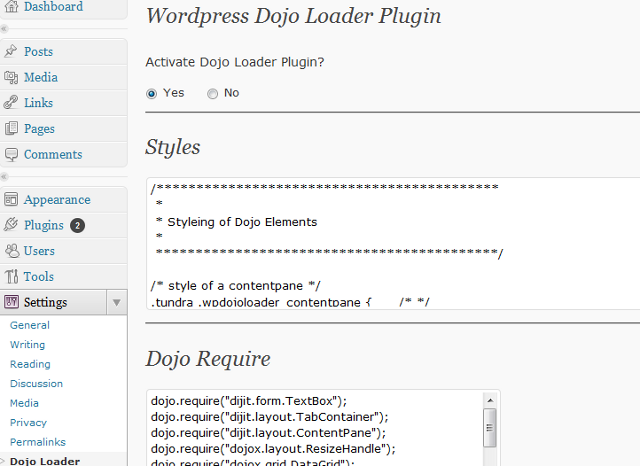 Dashboard
Posts
Media
Links
Pages
Comments
Appearance
Plugins 2
Users
Tools
Settings
General
Writing
Reading
Discussion
Media
Privacy
Permalinks
Dojo Loader
Wordpress Dojo Loader Plugin
Activate Dojo Loader Plugin?
Yes No
Styles
/*******************************************
*
* Styleing of Dojo Elements
*
*******************************************/
/* style of a contentpane */
.tundra .wpdojoloader_contentpane { /* */
Dojo Require
dojo.require("dijit.form.TextBox");
dojo.require("dijit.layout.TabContainer");
dojo.require("dijit.layout.ContentPane");
dojo.require("dojox.layout.ResizeHandle");
dojo.require("dojox.grid.DataGrid");